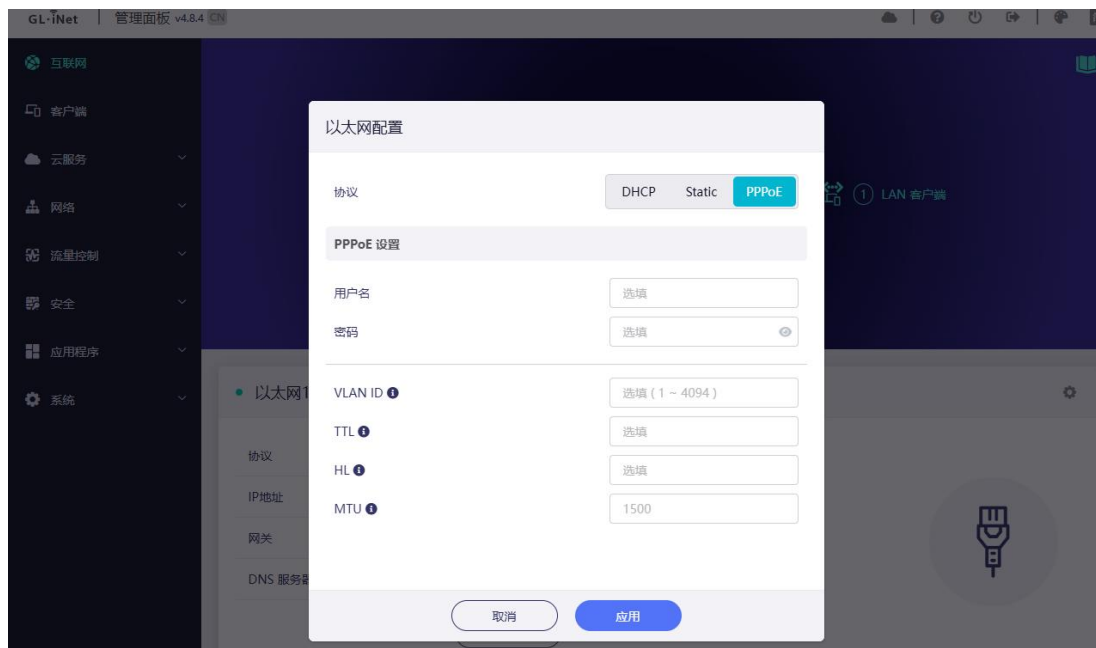 GL·iNet 管理面板 v4.8.4 CN
互联网
客户端
云服务
网络
流量控制
安全
应用程序
系统
以太网配置
协议 DHCP Static PPPoE
1 LAN 客户端
PPPoE 设置
用户名 选填
密码 选填
VLAN ID 选填 ( 1 ~ 4094 )
TTL 选填
HL 选填
MTU 1500
取消 应用
以太网1
协议
IP地址
网关
DNS 服务器